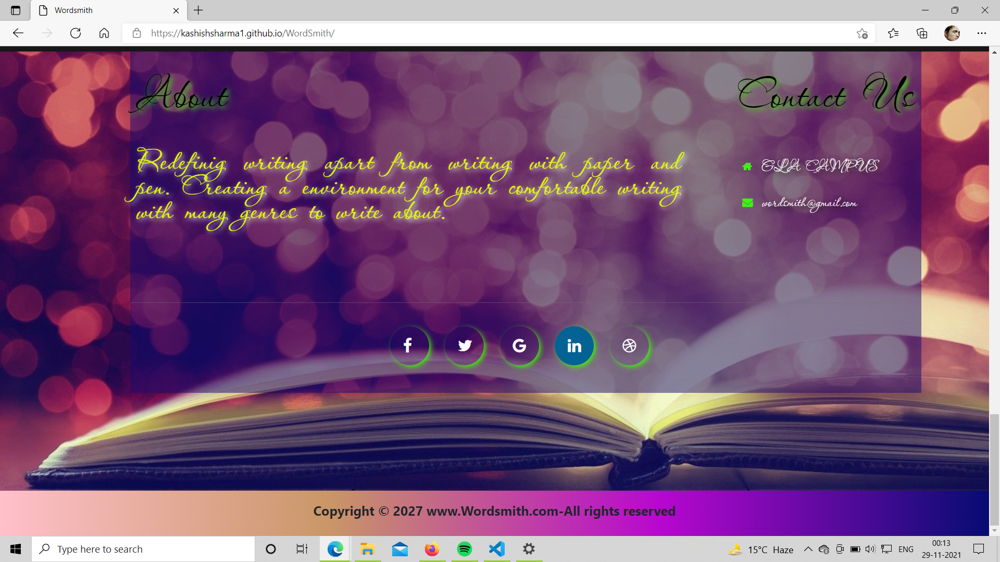 Wordsmith
https://kashishsharma1.github.io/WordSmith/
About
Contact Us
Redefinig writing apart from writing with paper and
pen. Creating a environment for your comfortable writing
with many genres to write about.
GLA CAMPUS
wordsmith@gmail.com
f
G
in
Copyright © 2027 www.Wordsmith.com-All rights reserved
Type here to search
15°C Haze
ENG
00:13
29-11-2021